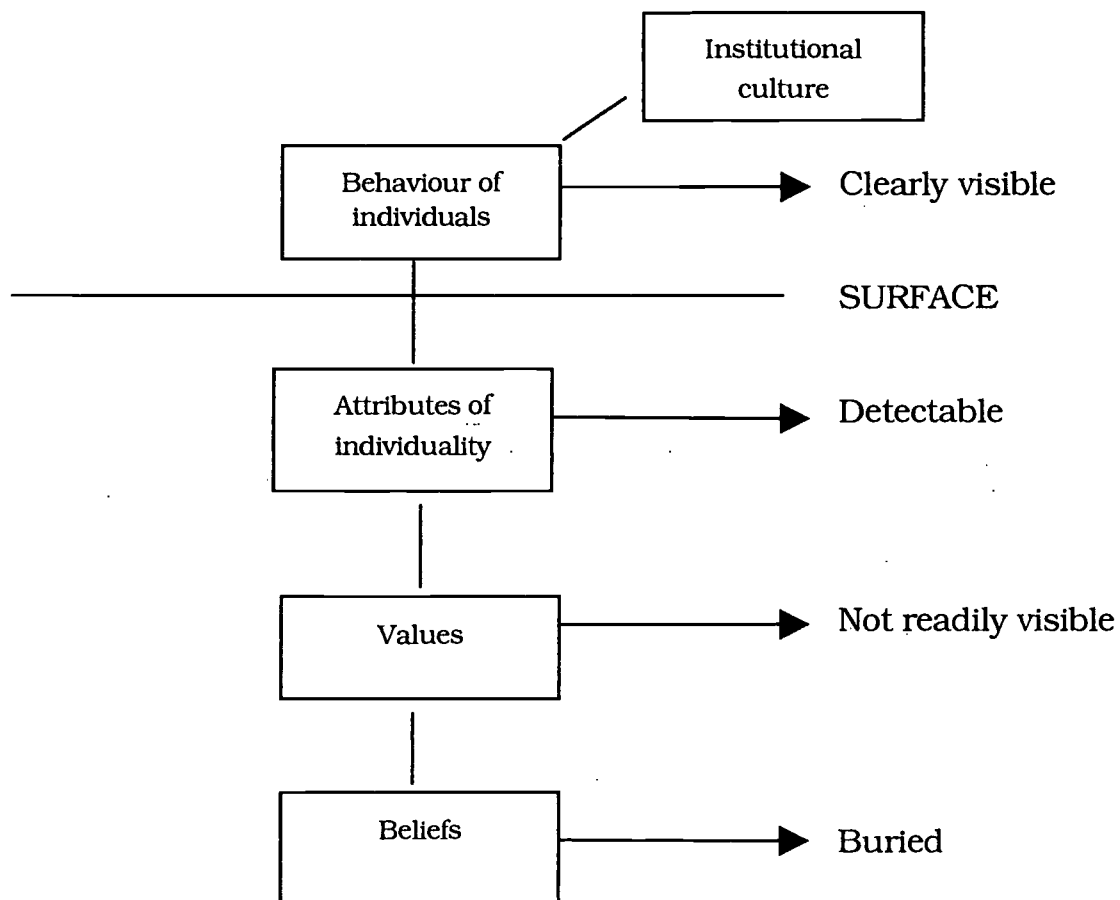 Institutional
culture
Behaviour of
individuals
Clearly visible
SURFACE
Attributes of
individuality
Detectable
Values
Not readily visible
Beliefs
Buried